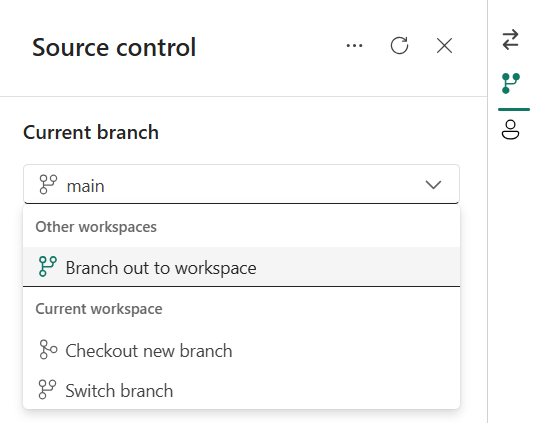 Source control
Current branch
main
Other workspaces
Branch out to workspace
Current workspace
Checkout new branch
Switch branch